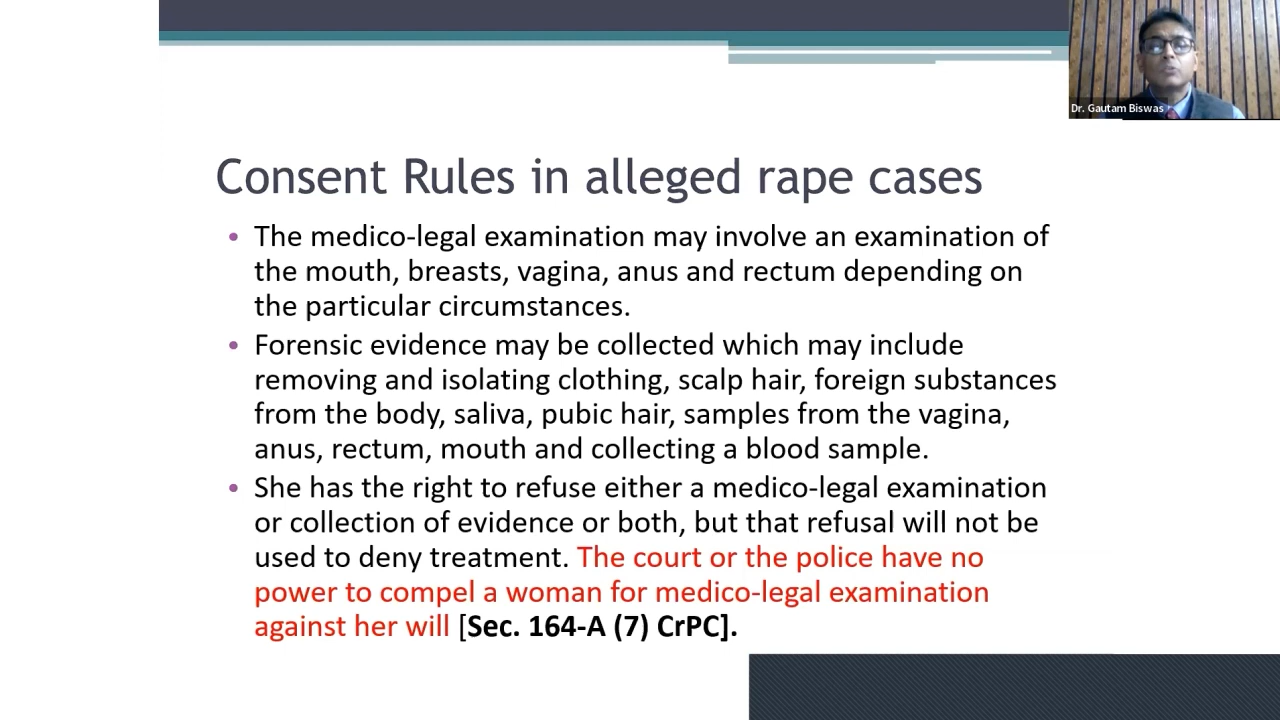 Dr. Gautam Biswas
Consent Rules in alleged rape cases
• The medico-legal examination may involve an examination of
the mouth, breasts, vagina, anus and rectum depending on
the particular circumstances.
• Forensic evidence may be collected which may include
removing and isolating clothing, scalp hair, foreign substances
from the body, saliva, pubic hair, samples from the vagina,
anus, rectum, mouth and collecting a blood sample.
• She has the right to refuse either a medico-legal examination
or collection of evidence or both, but that refusal will not be
used to deny treatment. The court or the police have no
power to compel a woman for medico-legal examination
against her will [Sec. 164-A (7) CrPC].